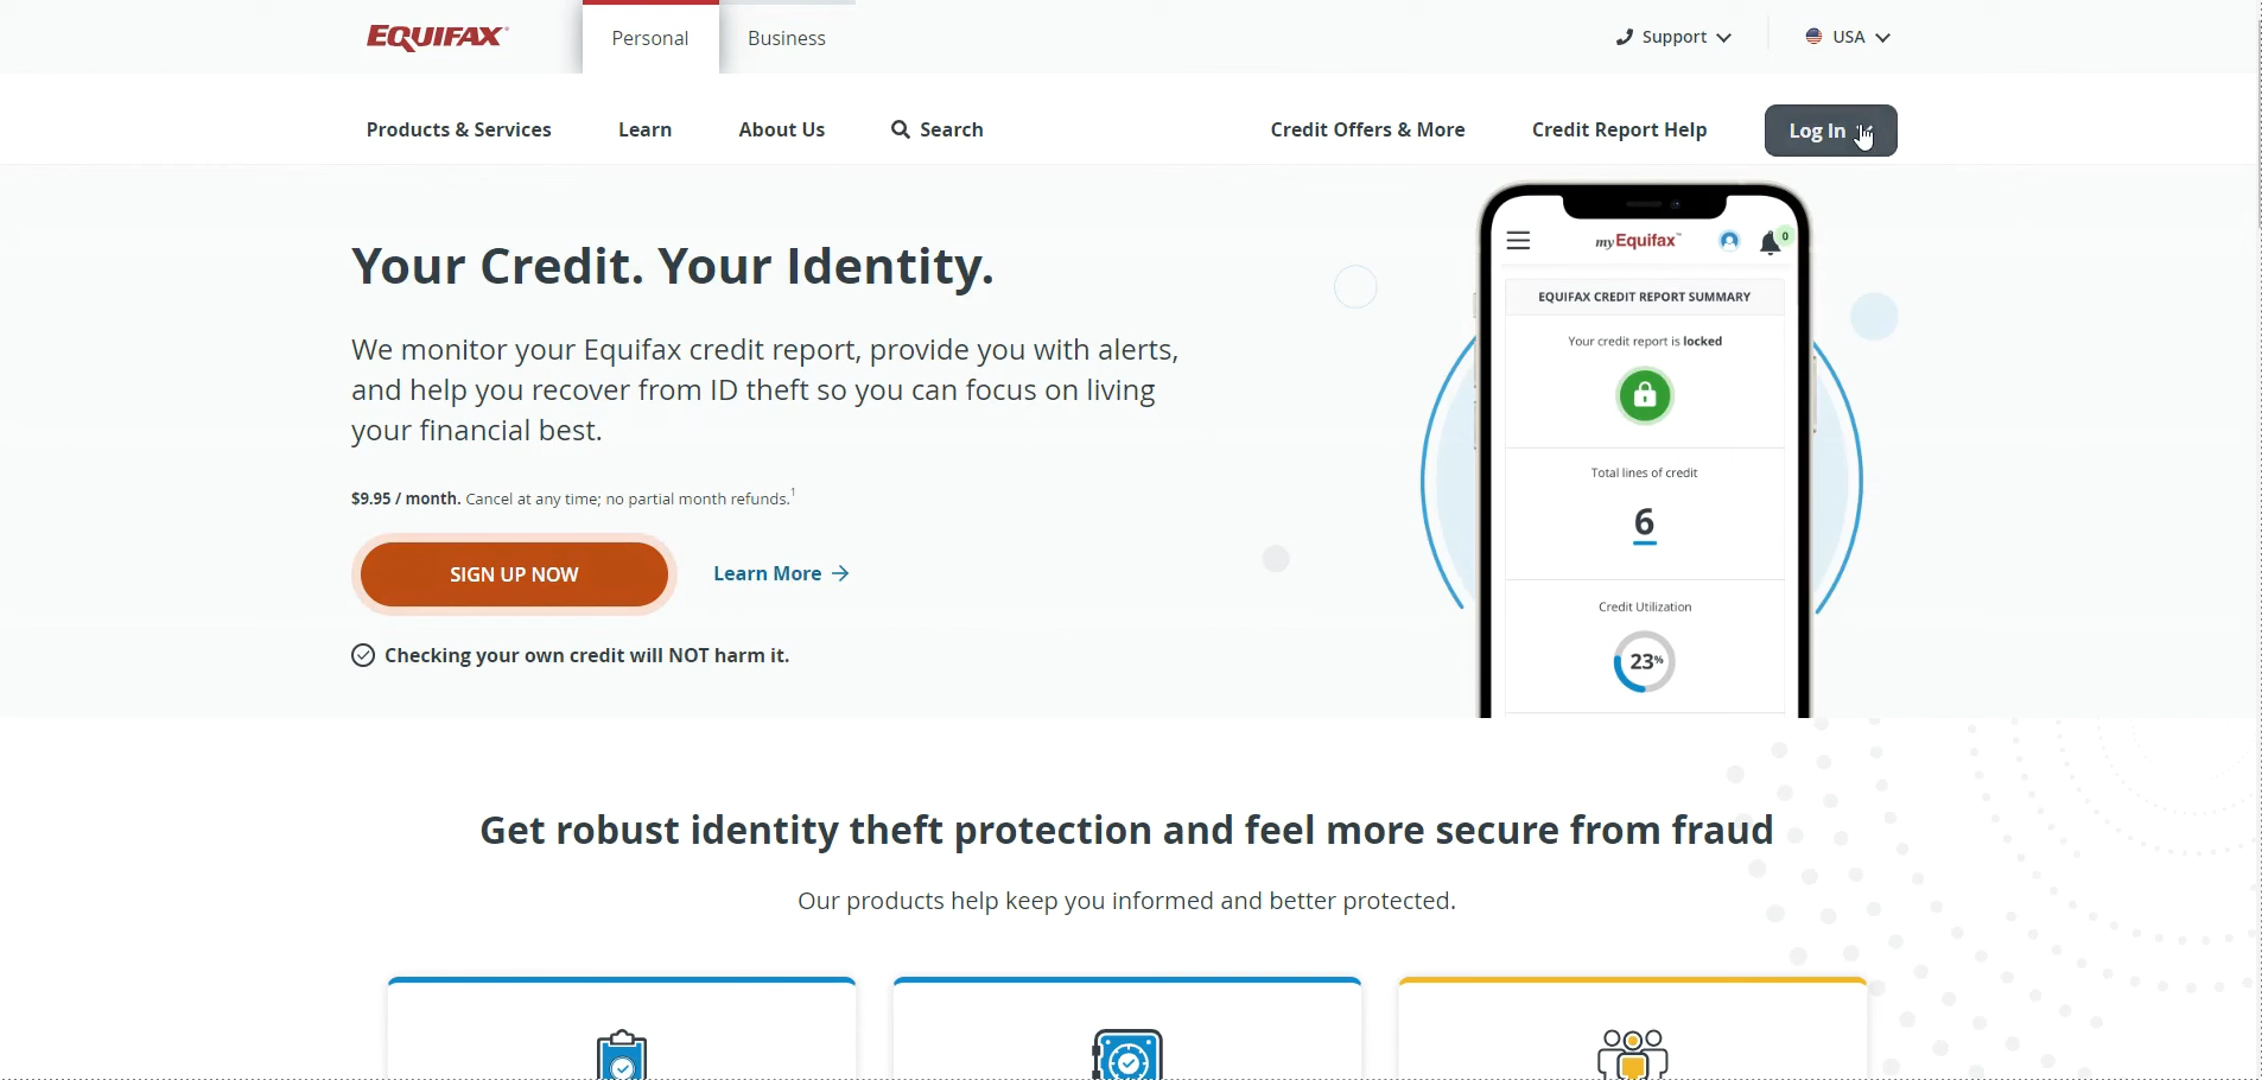 EQUIFAX
Personal
Business
Support
USA
Products & Services
Learn
About Us
Search
Credit Offers & More
Credit Report Help
Log In
Your Credit. Your Identity.
We monitor your Equifax credit report, provide you with alerts,
and help you recover from ID theft so you can focus on living
your financial best.
$9.95 / month. Cancel at any time; no partial month refunds.¹
SIGN UP NOW
Learn More →
Checking your own credit will NOT harm it.
myEquifax™
0
EQUIFAX CREDIT REPORT SUMMARY
Your credit report is locked
Total lines of credit
6
Credit Utilization
23%
Get robust identity theft protection and feel more secure from fraud
Our products help keep you informed and better protected.